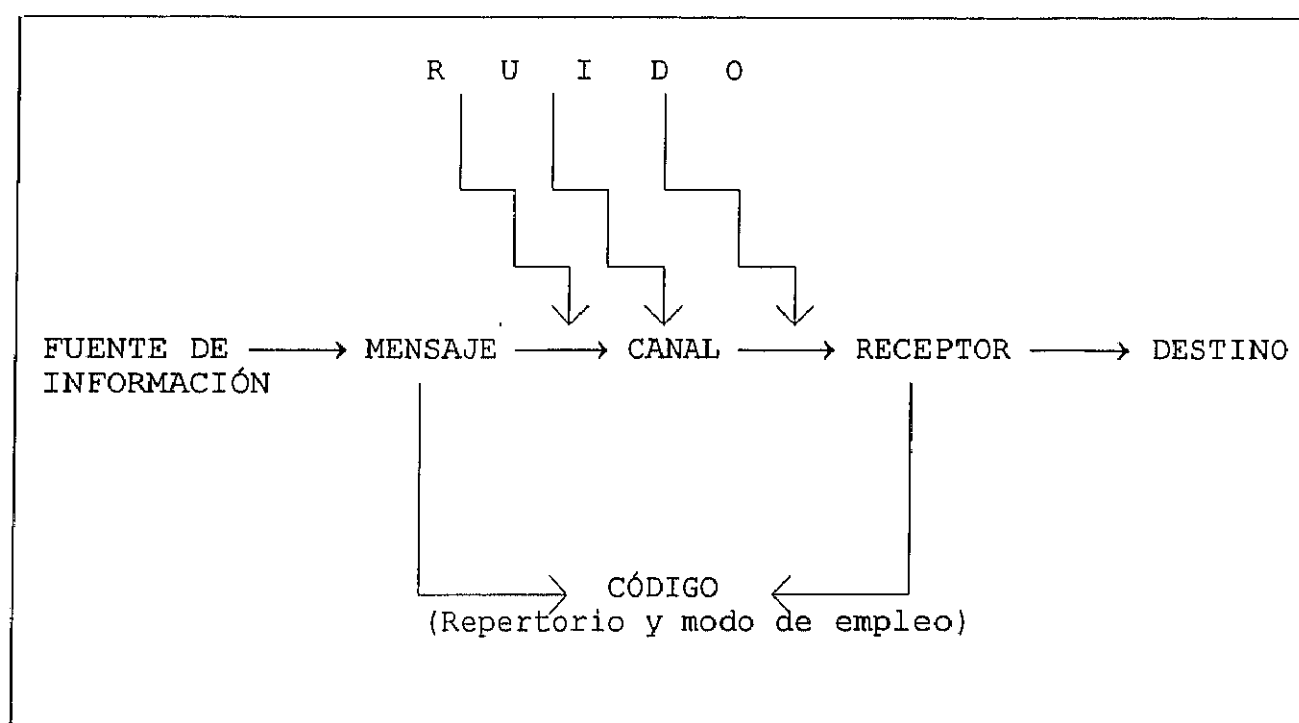 R U I D O
FUENTE DE INFORMACIÓN
MENSAJE
CANAL
RECEPTOR
DESTINO
CÓDIGO
(Repertorio y modo de empleo)